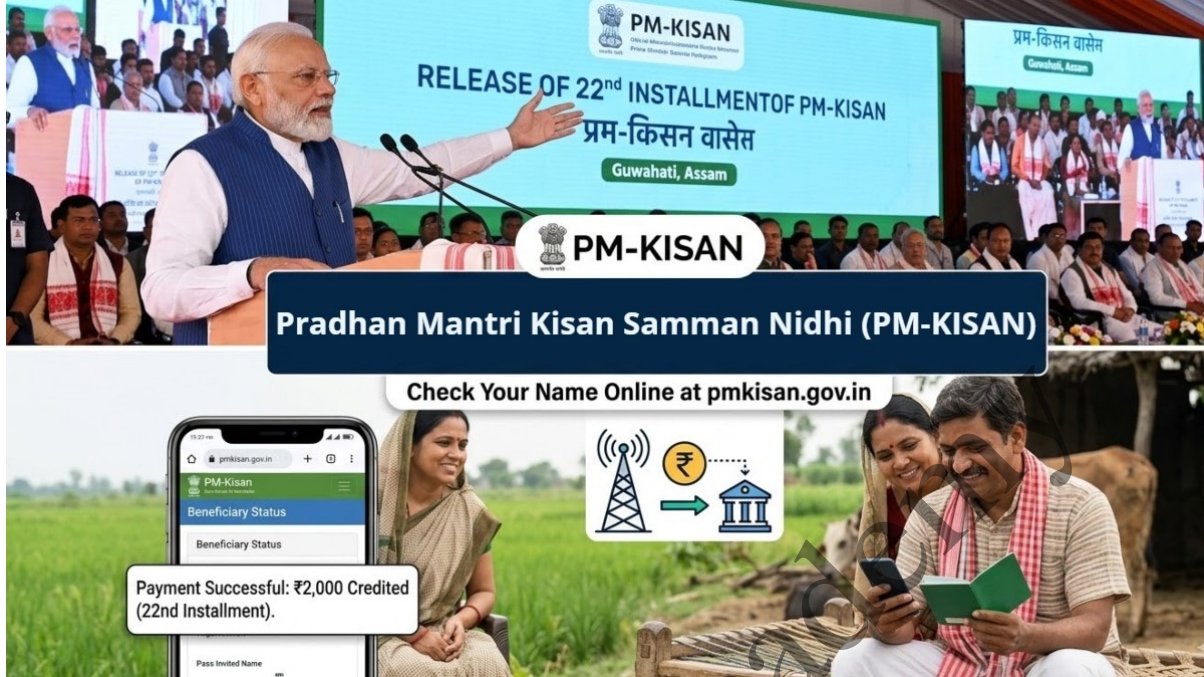 PM-KISAN
RELEASE OF 22nd INSTALLMENTOF PM-KISAN
प्रम-किसन वासेस
Guwahati, Assam
प्रम-किसन वासेस
Guwahati, Assam
PM-KISAN
Pradhan Mantri Kisan Samman Nidhi (PM-KISAN)
Check Your Name Online at pmkisan.gov.in
pmkisan.gov.in
PM-Kisan
Beneficiary Status
Beneficiary Status
Payment Successful: ₹2,000 Credited
(22nd Installment).
Pass Invited Name
₹